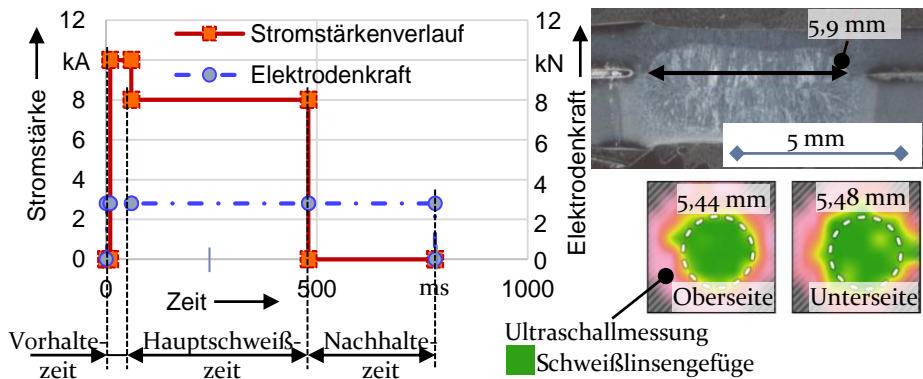 12
kA
8
6
4
2
0
Stromstärke
Stromstärkenverlauf
Elektrodenkraft
12
kN
8
6
4
2
0
Elektrodenkraft
0
500
ms
1000
Zeit
Vorhalte-
zeit
Hauptschweiß-
zeit
Nachhalte-
zeit
5,9 mm
5 mm
5,44 mm
5,48 mm
Oberseite
Unterseite
Ultraschallmessung
Schweißlinsengefüge